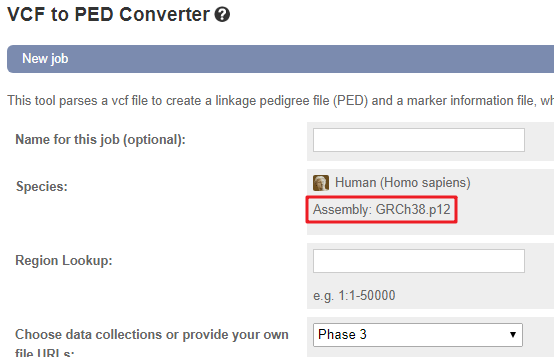 VCF to PED Converter ?
New job
This tool parses a vcf file to create a linkage pedigree file (PED) and a marker information file, wh
Name for this job (optional):
Species:
Human (Homo sapiens)
Assembly: GRCh38.p12
Region Lookup:
e.g. 1:1-50000
Choose data collections or provide your own
file URLs:
Phase 3